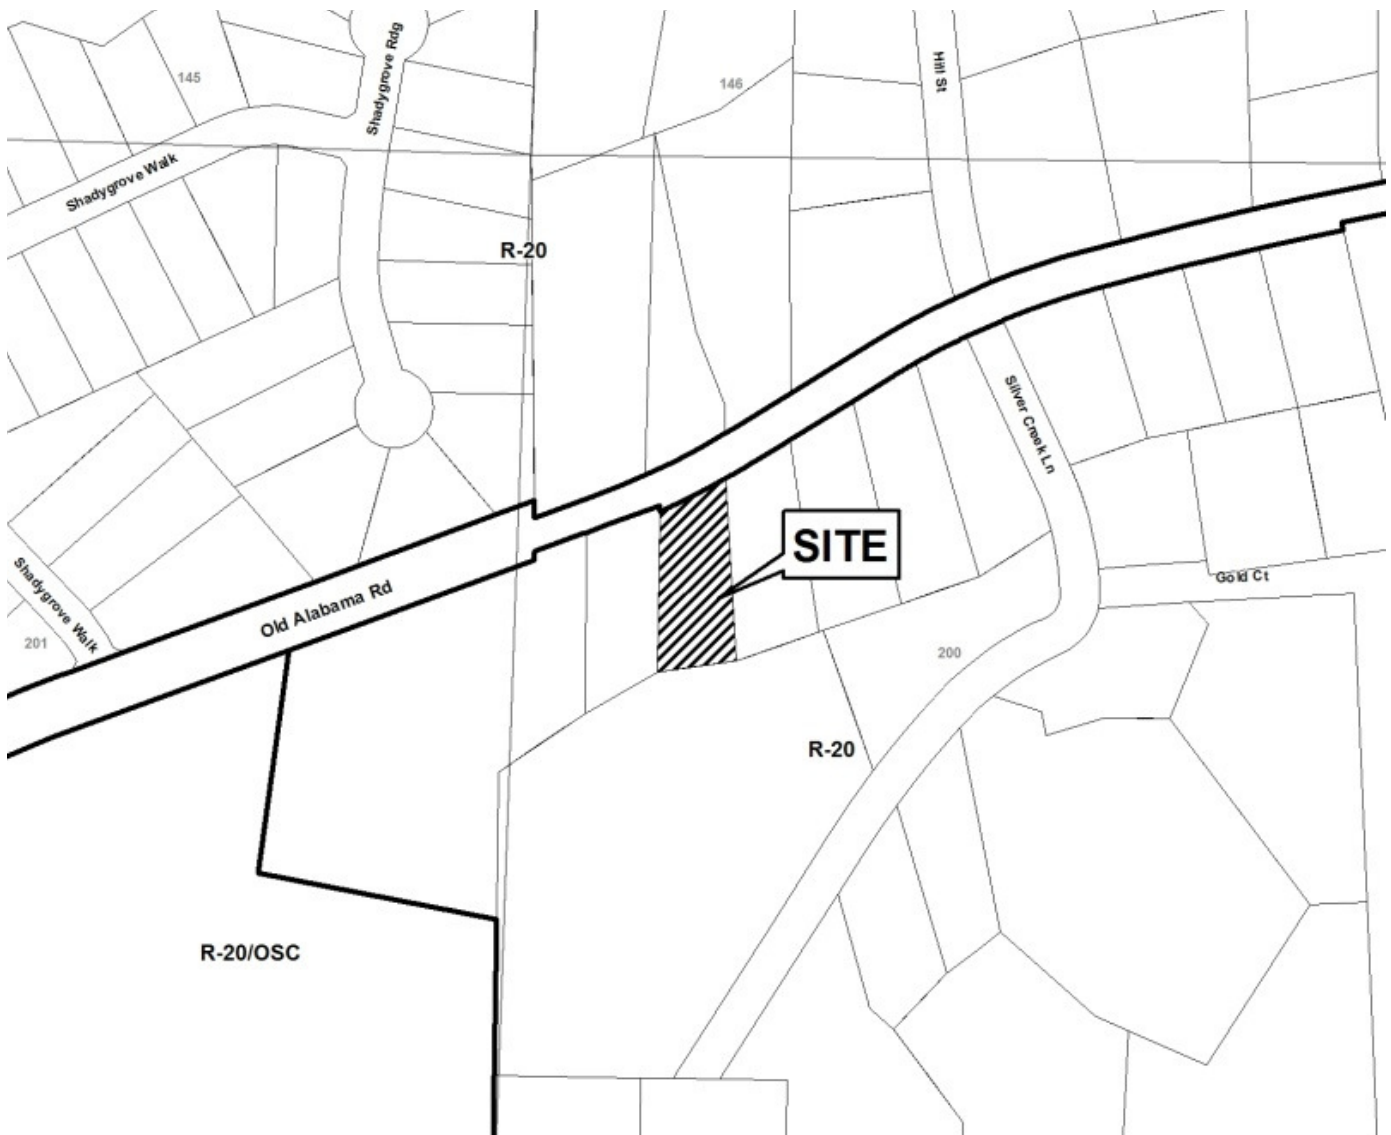 Shadygrove Rdg
Hill St
145
146
Shadygrove Walk
R-20
Silver Creek Ln
SITE
Gold Ct
Shadygrove Walk
Old Alabama Rd
201
200
R-20
R-20/OSC